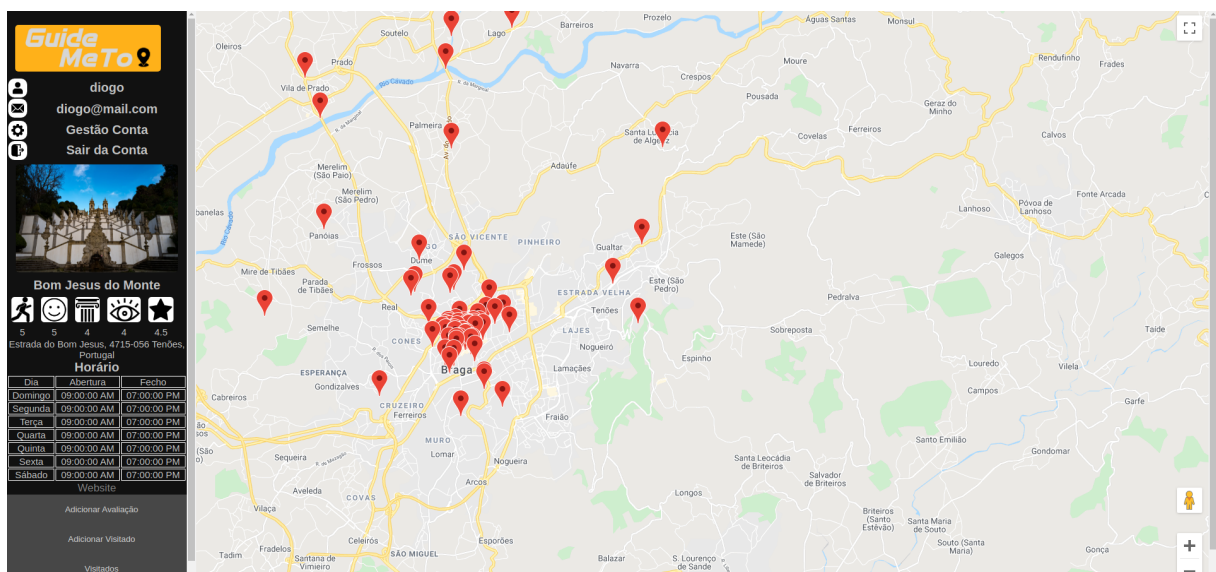 Guide
MeTo
diogo
diogo@mail.com
Gestão Conta
Sair da Conta
Bom Jesus do Monte
5 5 4 4 4.5
Estrada do Bom Jesus, 4715-056 Tenões,
Portugal
Horário
Dia Abertura Fecho
Domingo 09:00:00 AM 07:00:00 PM
Segunda 09:00:00 AM 07:00:00 PM
Terça 09:00:00 AM 07:00:00 PM
Quarta 09:00:00 AM 07:00:00 PM
Quinta 09:00:00 AM 07:00:00 PM
Sexta 09:00:00 AM 07:00:00 PM
Sábado 09:00:00 AM 07:00:00 PM
Website
Adicionar Avaliação
Adicionar Visitado
Visitados
Oleiros
Soutelo
Lago
Barreiros
Prozelo
Águas Santas
Monsul
Prado
Vila de Prado
Rio Cávado
Navarra
Crespos
Moure
Rendufinho
Frades
Pousada
Geraz do
Minho
Palmeira
Covelas
Ferreiros
Calvos
Adaúfe
Merelim
(São Paio)
Merelim
(São Pedro)
Panóias
Rio Cávado
Fonte Arcada
Lanhoso
Póvoa de
Lanhoso
SÃO VICENTE
PINHEIRO
Gualtar
Este (São
Mamede)
Galegos
Dume
Frossos
Mire de Tibães
Parada
de Tibães
Real
Semelhe
ESTRADA VELHA
Este (São
Pedro)
Tenões
Pedralva
LAJES
Nogueiró
Sobreposta
Taide
CONES
Espinho
Lamaçães
Braga
ESPERANÇA
Gondizalves
Louredo
Vilela
Campos
Garfe
Cabreiros
CRUZEIRO
Ferreiros
Fraião
MURO
Lomar
Nogueira
Santo Emilião
Gondomar
Sequeira
Santa Leocádia
de Briteiros
Salvador
de Briteiros
Arcos
Aveleda
COVAS
Longos
Vilaça
Briteiros
(Santo
Estêvão)
Santa Maria
de Souto
Souto (Santa
Maria)
Gonça
Celeirós
Esporões
Fradelos
Tadim
Santana de
Vimieiro
SÃO MIGUEL
Balazar
S. Lourenço
de Sande